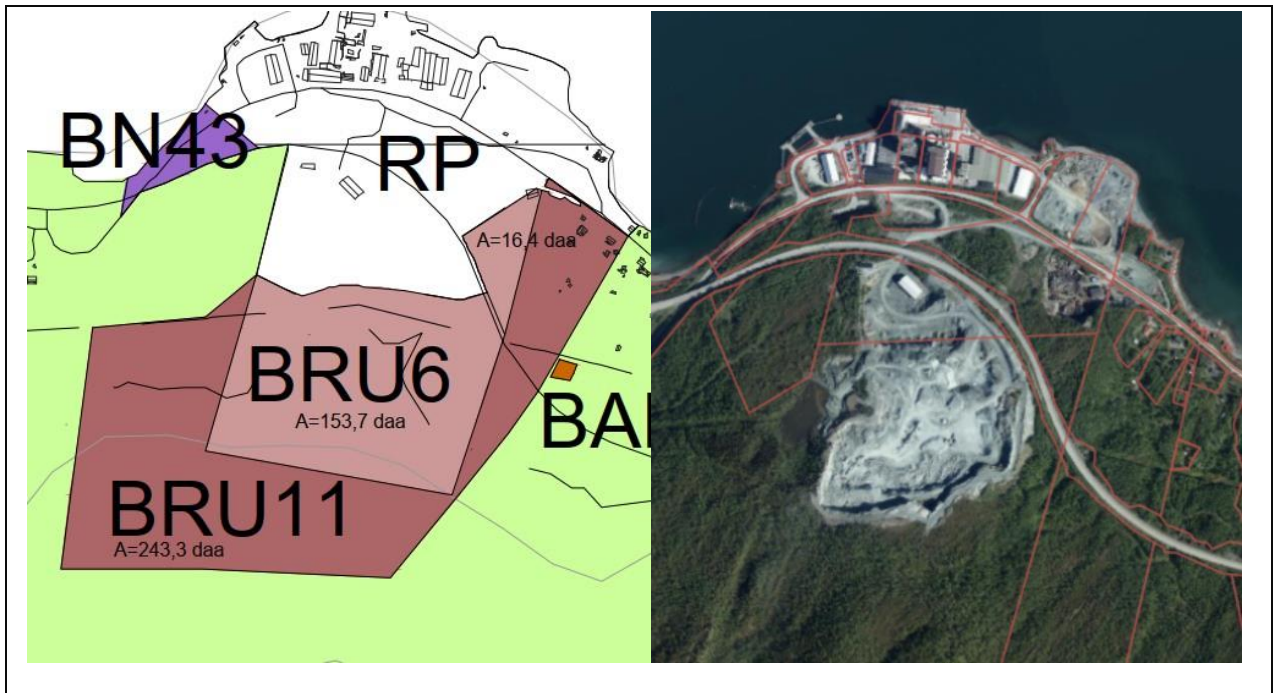 BN43
RP
A=16,4 daa
BRU6
A=153,7 daa
BRU11
A=243,3 daa